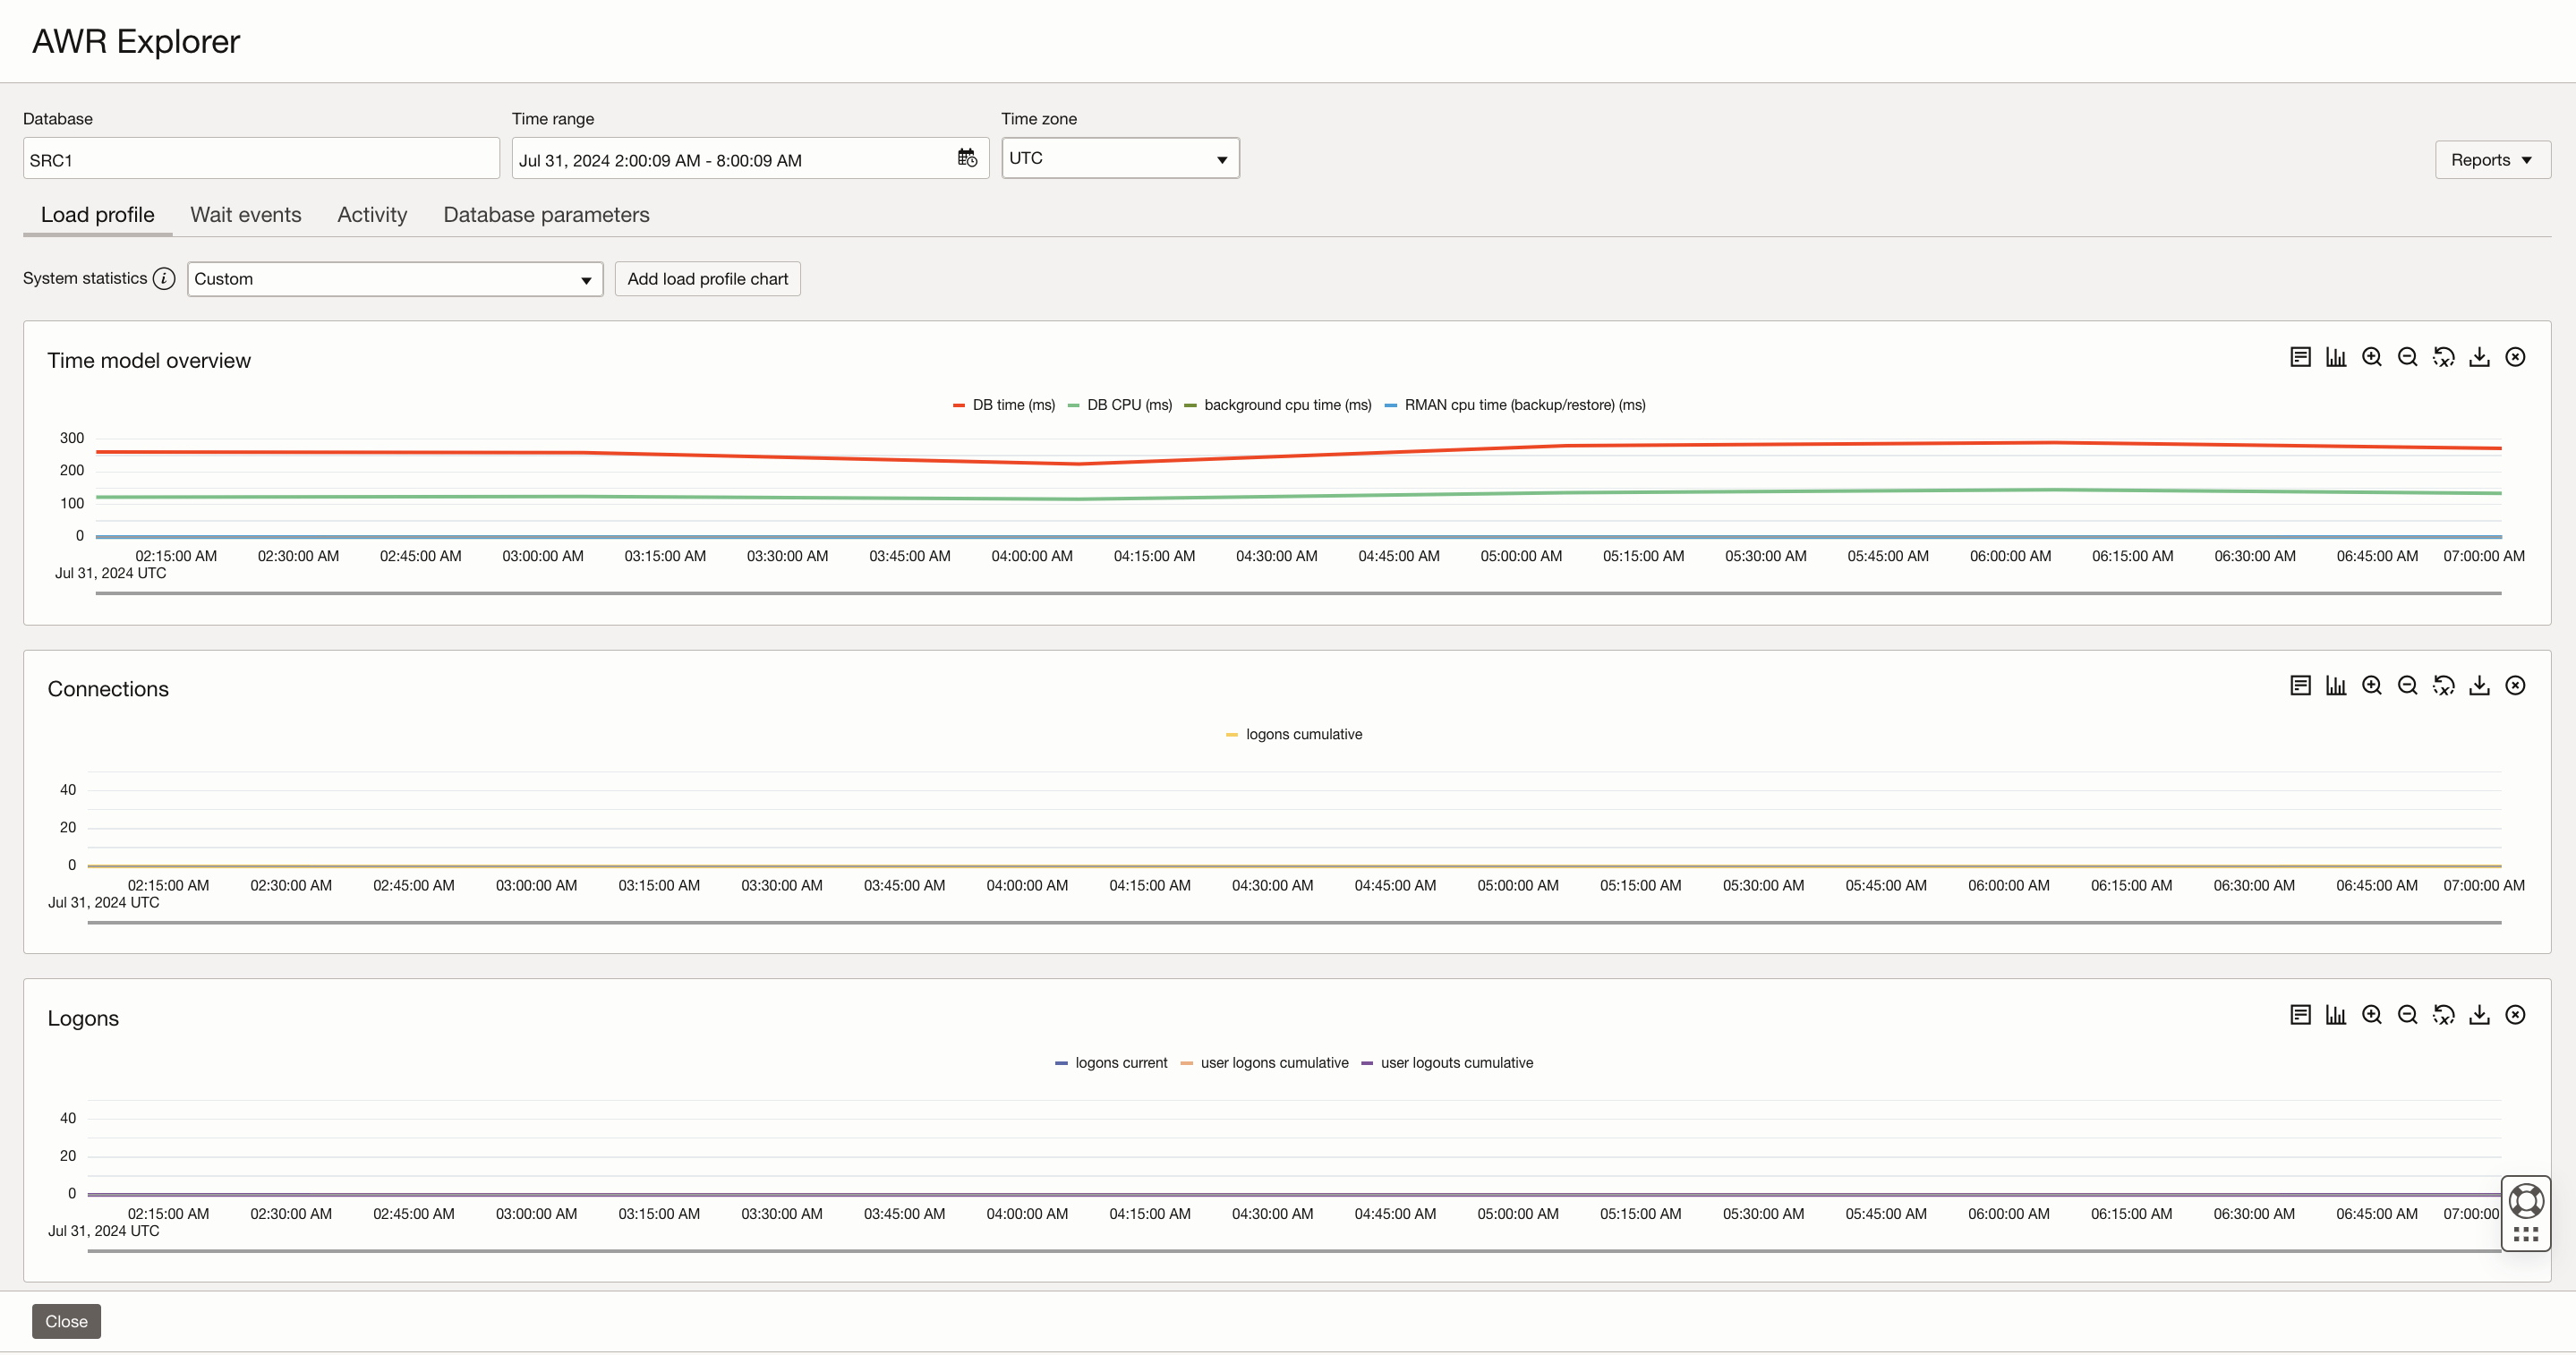 AWR Explorer
Database
Time range
Time zone
SRC1
Jul 31, 2024 2:00:09 AM - 8:00:09 AM
UTC
Reports
Load profile Wait events Activity Database parameters
System statistics i Custom Add load profile chart
Time model overview
DB time (ms) DB CPU (ms) background cpu time (ms) RMAN cpu time (backup/restore) (ms)
300
200
100
0
02:15:00 AM 02:30:00 AM 02:45:00 AM 03:00:00 AM 03:15:00 AM 03:30:00 AM 03:45:00 AM 04:00:00 AM 04:15:00 AM 04:30:00 AM 04:45:00 AM 05:00:00 AM 05:15:00 AM 05:30:00 AM 05:45:00 AM 06:00:00 AM 06:15:00 AM 06:30:00 AM 06:45:00 AM 07:00:00 AM
Jul 31, 2024 UTC
Connections
logons cumulative
40
20
0
02:15:00 AM 02:30:00 AM 02:45:00 AM 03:00:00 AM 03:15:00 AM 03:30:00 AM 03:45:00 AM 04:00:00 AM 04:15:00 AM 04:30:00 AM 04:45:00 AM 05:00:00 AM 05:15:00 AM 05:30:00 AM 05:45:00 AM 06:00:00 AM 06:15:00 AM 06:30:00 AM 06:45:00 AM 07:00:00 AM
Jul 31, 2024 UTC
Logons
logons current user logons cumulative user logouts cumulative
40
20
0
02:15:00 AM 02:30:00 AM 02:45:00 AM 03:00:00 AM 03:15:00 AM 03:30:00 AM 03:45:00 AM 04:00:00 AM 04:15:00 AM 04:30:00 AM 04:45:00 AM 05:00:00 AM 05:15:00 AM 05:30:00 AM 05:45:00 AM 06:00:00 AM 06:15:00 AM 06:30:00 AM 06:45:00 AM 07:00:00
Jul 31, 2024 UTC
Close